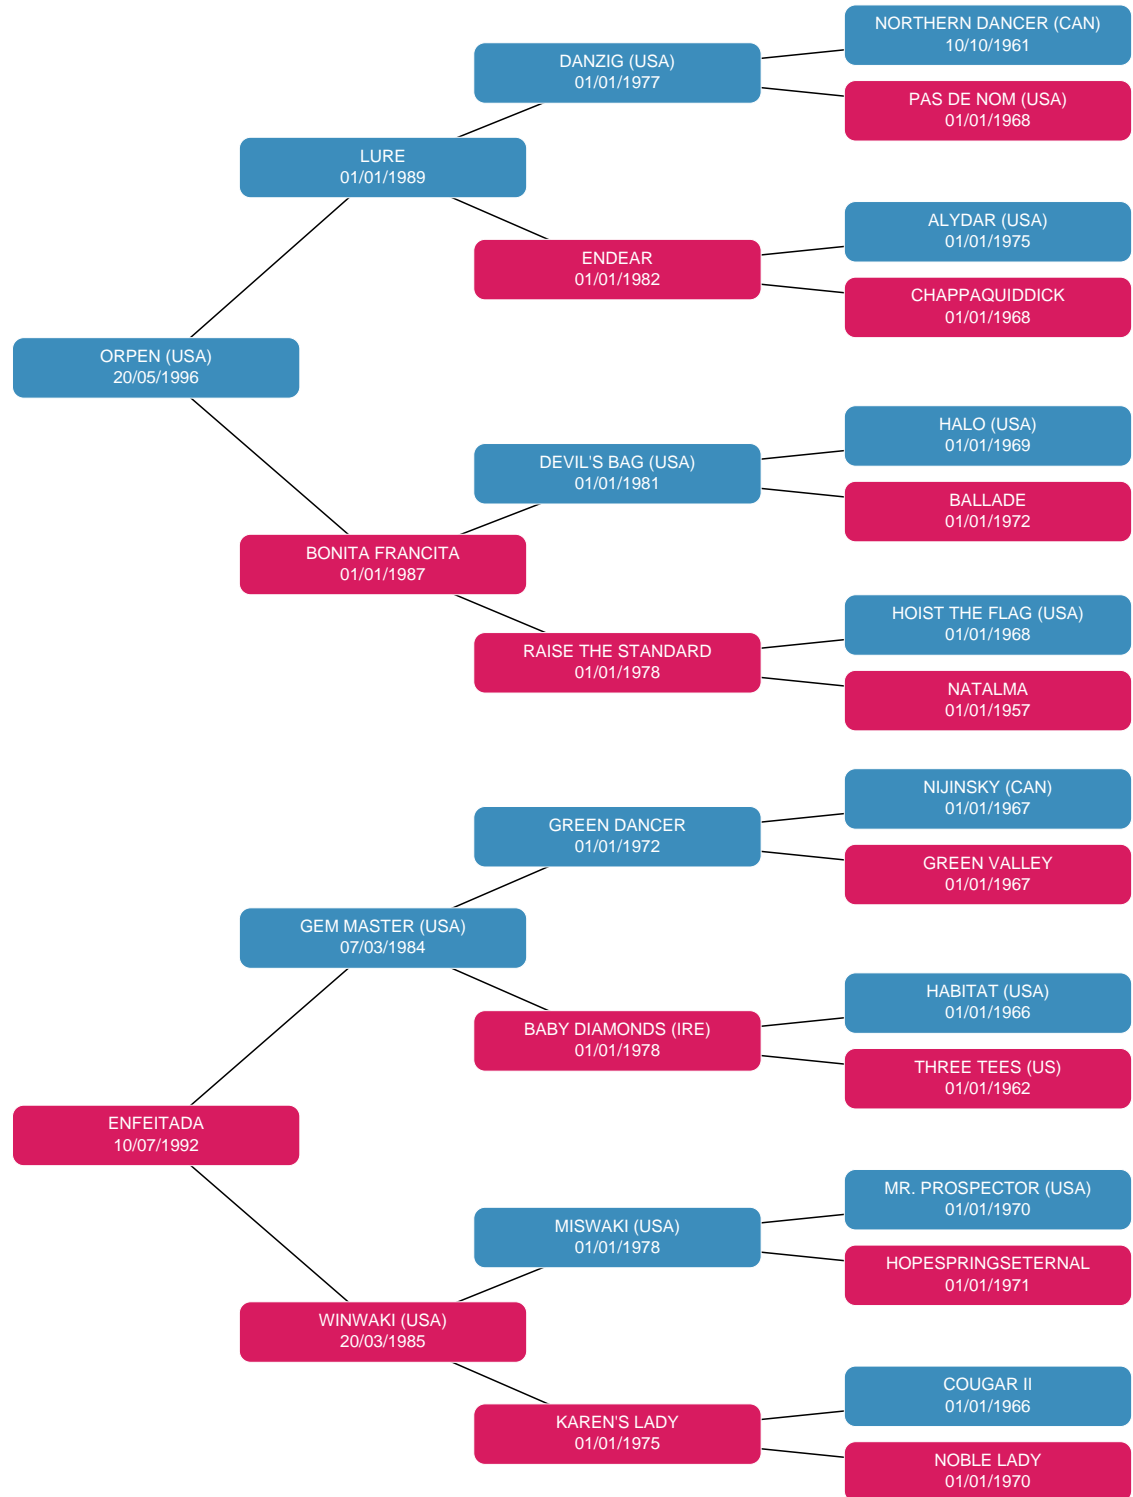 NORTHERN DANCER (CAN)
10/10/1961
DANZIG (USA)
01/01/1977
PAS DE NOM (USA)
01/01/1968
LURE
01/01/1989
ALYDAR (USA)
01/01/1975
ENDEAR
01/01/1982
CHAPPAQUIDDICK
01/01/1968
ORPEN (USA)
20/05/1996
HALO (USA)
01/01/1969
DEVIL'S BAG (USA)
01/01/1981
BALLADE
01/01/1972
BONITA FRANCITA
01/01/1987
HOIST THE FLAG (USA)
01/01/1968
RAISE THE STANDARD
01/01/1978
NATALMA
01/01/1957
NIJINSKY (CAN)
01/01/1967
GREEN DANCER
01/01/1972
GREEN VALLEY
01/01/1967
GEM MASTER (USA)
07/03/1984
HABITAT (USA)
01/01/1966
BABY DIAMONDS (IRE)
01/01/1978
THREE TEES (US)
01/01/1962
ENFEITADA
10/07/1992
MR. PROSPECTOR (USA)
01/01/1970
MISWAKI (USA)
01/01/1978
HOPESPRINGSETERNAL
01/01/1971
WINWAKI (USA)
20/03/1985
COUGAR II
01/01/1966
KAREN'S LADY
01/01/1975
NOBLE LADY
01/01/1970